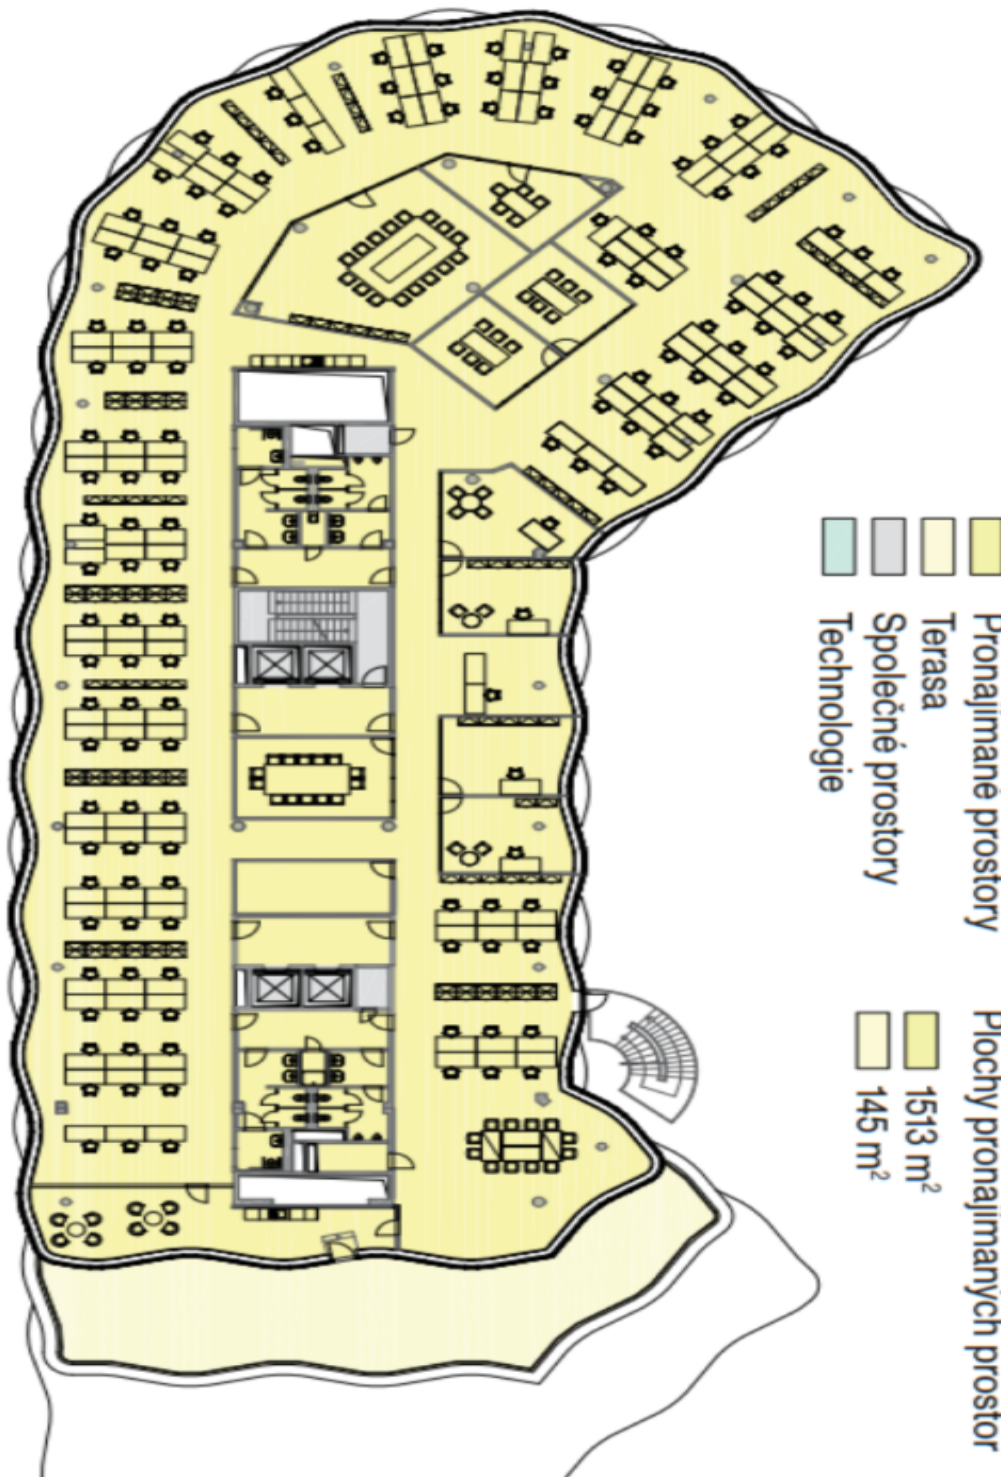 Pronajímané prostory
Terasa
Společné prostory
Technologie
Plochy pronajímaných prostor
1513 m²
145 m²